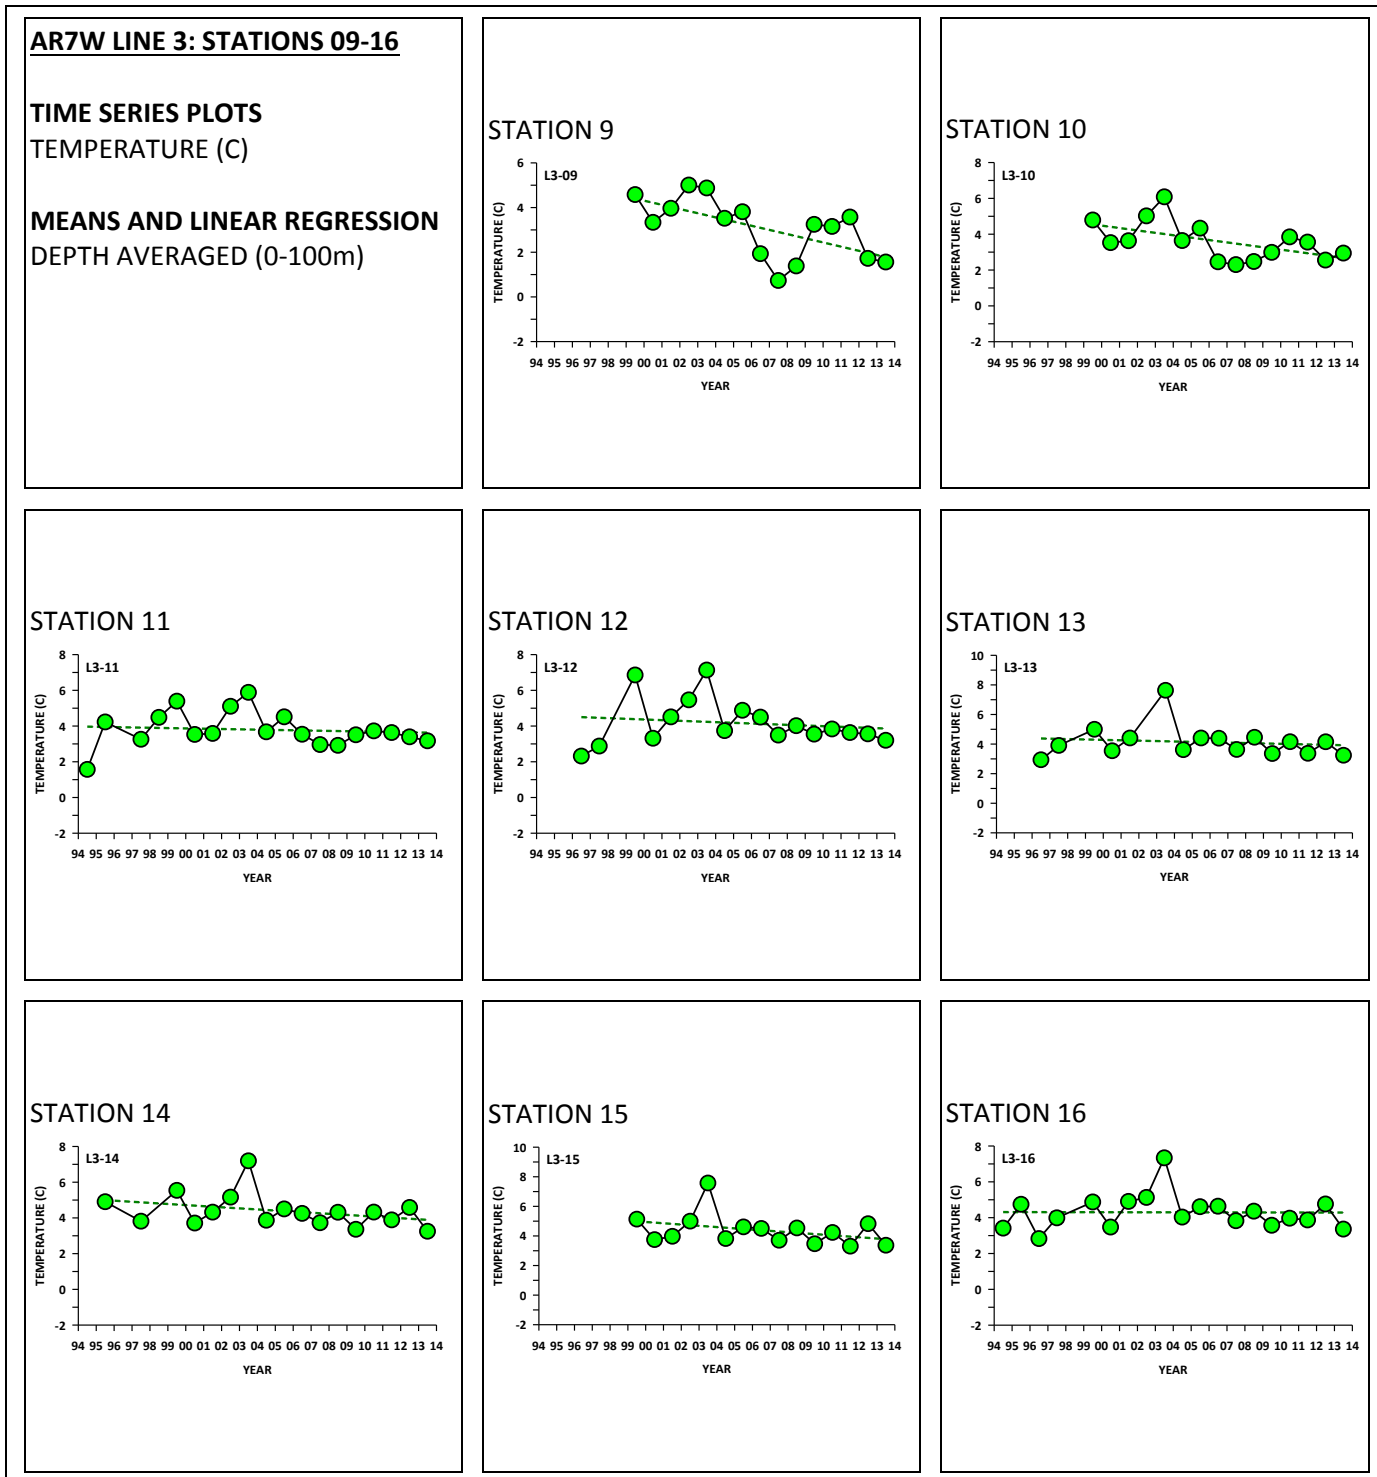 AR7W LINE 3: STATIONS 09-16
TIME SERIES PLOTS
TEMPERATURE (C)
MEANS AND LINEAR REGRESSION
DEPTH AVERAGED (0-100m)
STATION 9
L3-09
TEMPERATURE (C)
6
4
2
0
-2
94 95 96 97 98 99 00 01 02 03 04 05 06 07 08 09 10 11 12 13 14
YEAR
STATION 10
L3-10
TEMPERATURE (C)
8
6
4
2
0
-2
94 95 96 97 98 99 00 01 02 03 04 05 06 07 08 09 10 11 12 13 14
YEAR
STATION 11
L3-11
TEMPERATURE (C)
8
6
4
2
0
-2
94 95 96 97 98 99 00 01 02 03 04 05 06 07 08 09 10 11 12 13 14
YEAR
STATION 12
L3-12
TEMPERATURE (C)
8
6
4
2
0
-2
94 95 96 97 98 99 00 01 02 03 04 05 06 07 08 09 10 11 12 13 14
YEAR
STATION 13
L3-13
TEMPERATURE (C)
10
8
6
4
2
0
-2
94 95 96 97 98 99 00 01 02 03 04 05 06 07 08 09 10 11 12 13 14
YEAR
STATION 14
L3-14
TEMPERATURE (C)
8
6
4
2
0
-2
94 95 96 97 98 99 00 01 02 03 04 05 06 07 08 09 10 11 12 13 14
YEAR
STATION 15
L3-15
TEMPERATURE (C)
10
8
6
4
2
0
-2
94 95 96 97 98 99 00 01 02 03 04 05 06 07 08 09 10 11 12 13 14
YEAR
STATION 16
L3-16
TEMPERATURE (C)
8
6
4
2
0
-2
94 95 96 97 98 99 00 01 02 03 04 05 06 07 08 09 10 11 12 13 14
YEAR